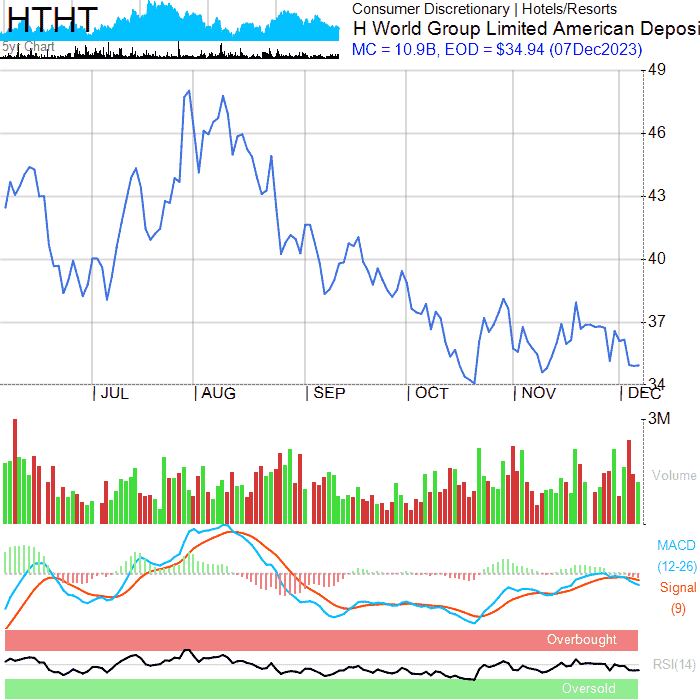 HTHT
5yr Chart
Consumer Discretionary | Hotels/Resorts
H World Group Limited American Deposi
MC = 10.9B, EOD = $34.94 (07Dec2023)
49
46
43
40
37
34
JUL AUG SEP OCT NOV DEC
3M
Volume
MACD
(12-26)
Signal
(9)
Overbought
RSI(14)
Oversold